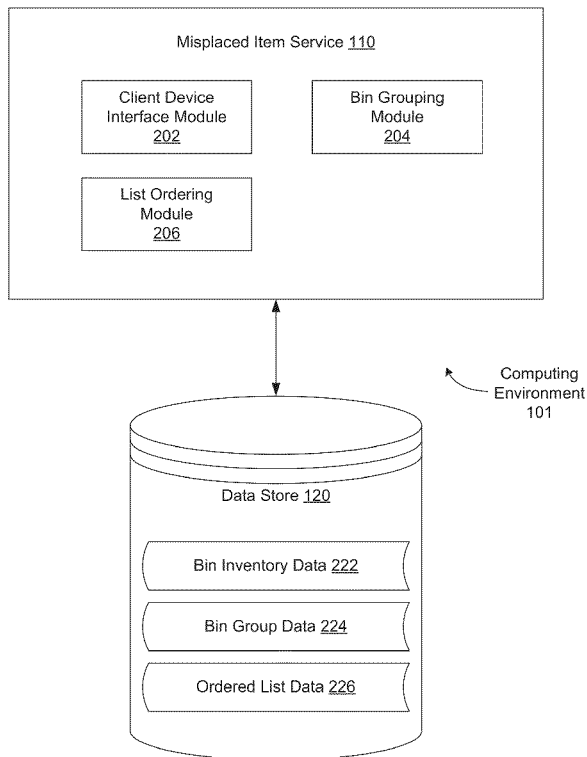 Misplaced Item Service 110
Client Device
Interface Module
202
Bin Grouping
Module
204
List Ordering
Module
206
Computing
Environment
101
Data Store 120
Bin Inventory Data 222
Bin Group Data 224
Ordered List Data 226